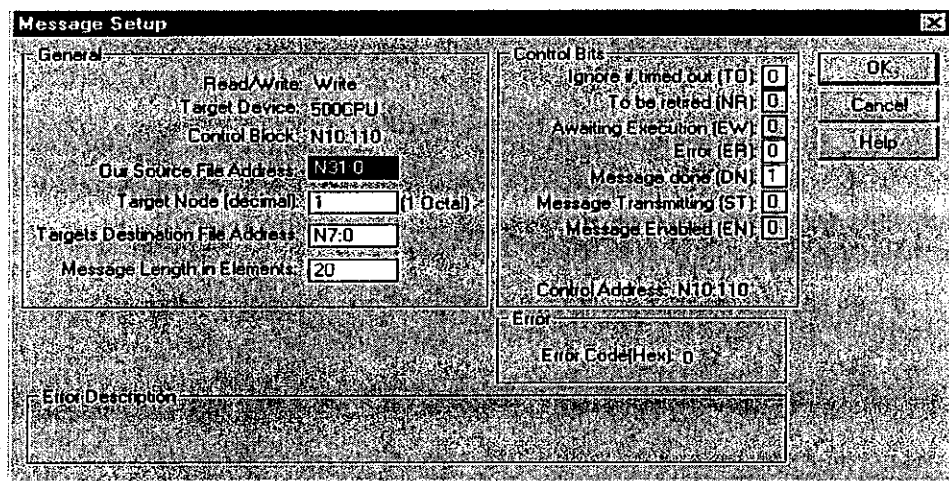 Message Setup
General
Read/Write: Write
Target Device: 500CPU
Control Block: N10:110
Our Source File Address: N31:0
Target Node (decimal): 1 (1 Octal)
Targets Destination File Address: N7:0
Message Length in Elements: 20
Control Bits
Ignore if timed out (TO): 0
To be retried (NR): 0
Awaiting Execution (EW): 0
Error (ER): 0
Message done (DN): 1
Message Transmitting (ST): 0
Message Enabled (EN): 0
Control Address: N10:110
Error
Error Code(Hex): 0
Error Description
OK
Cancel
Help